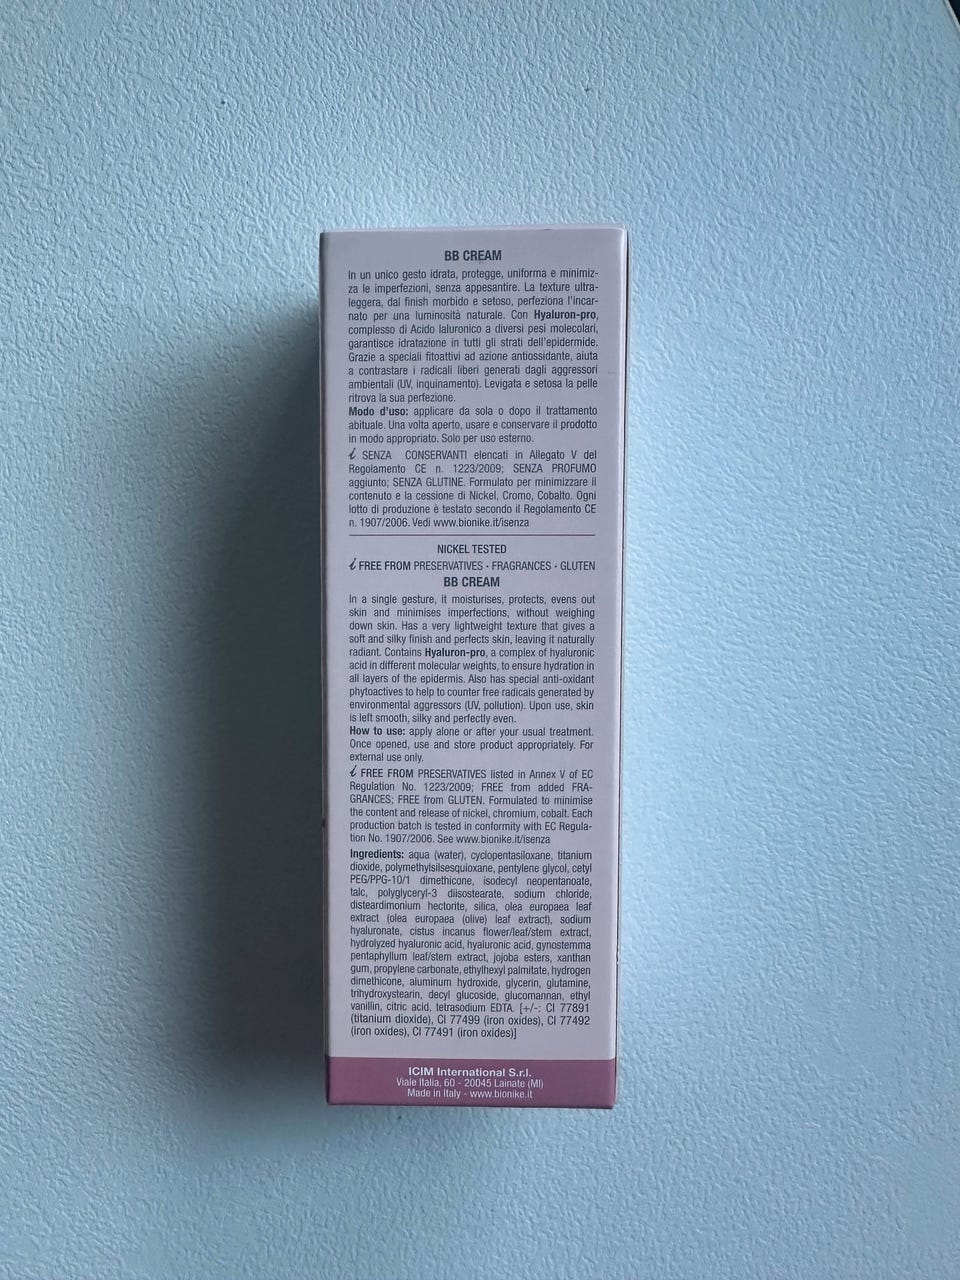 BB CREAM
In un unico gesto idrata, protegge, uniforma e minimiz-
za le imperfezioni, senza appesantire. La texture ultra-
leggera, dal finish morbido e setoso, perfeziona l'incar-
nato per una luminosità naturale. Con Hyaluron-pro,
complesso di Acido Ialuronico a diversi pesi molecolari,
garantisce idratazione in tutti gli strati dell'epidermide.
Grazie a speciali fitoattivi ad azione antiossidante, aiuta
a contrastare i radicali liberi generati dagli aggressori
ambientali (UV, inquinamento). Levigata e setosa la pelle
ritrova la sua perfezione.
Modo d'uso: applicare da sola o dopo il trattamento
abituale. Una volta aperto, usare e conservare il prodotto
in modo appropriato. Solo per uso esterno.
i SENZA CONSERVANTI elencati in Allegato V del
Regolamento CE n. 1223/2009; SENZA PROFUMO
aggiunto; SENZA GLUTINE. Formulato per minimizzare il
contenuto e la cessione di Nickel, Cromo, Cobalto. Ogni
lotto di produzione è testato secondo il Regolamento CE
n. 1907/2006. Vedi www.bionike.it/isenza
NICKEL TESTED
i FREE FROM PRESERVATIVES • FRAGRANCES • GLUTEN
BB CREAM
In a single gesture, it moisturises, protects, evens out
skin and minimises imperfections, without weighing
down skin. Has a very lightweight texture that gives a
soft and silky finish and perfects skin, leaving it naturally
radiant. Contains Hyaluron-pro, a complex of hyaluronic
acid in different molecular weights, to ensure hydration in
all layers of the epidermis. Also has special anti-oxidant
phytoactives to help to counter free radicals generated by
environmental aggressors (UV, pollution). Upon use, skin
is left smooth, silky and perfectly even.
How to use: apply alone or after your usual treatment.
Once opened, use and store product appropriately. For
external use only.
i FREE FROM PRESERVATIVES listed in Annex V of EC
Regulation No. 1223/2009; FREE from added FRA-
GRANCES; FREE from GLUTEN. Formulated to minimise
the content and release of nickel, chromium, cobalt. Each
production batch is tested in conformity with EC Regula-
tion No. 1907/2006. See www.bionike.it/isenza
Ingredients: aqua (water), cyclopentasiloxane, titanium
dioxide, polymethylsilsesquioxane, pentylene glycol, cetyl
PEG/PPG-10/1 dimethicone, isodecyl neopentanoate,
talc, polyglyceryl-3 diisostearate, sodium chloride,
disteardimonium hectorite, silica, olea europaea leaf
extract (olea europaea (olive) leaf extract), sodium
hyaluronate, cistus incanus flower/leaf/stem extract,
hydrolyzed hyaluronic acid, hyaluronic acid, gynostemma
pentaphyllum leaf/stem extract, jojoba esters, xanthan
gum, propylene carbonate, ethylhexyl palmitate, hydrogen
dimethicone, aluminum hydroxide, glycerin, glutamine,
trihydroxystearin, decyl glucoside, glucomannan, ethyl
vanillin, citric acid, tetrasodium EDTA. [+/-: CI 77891
(titanium dioxide), CI 77499 (iron oxides), CI 77492
(iron oxides), CI 77491 (iron oxides)]
ICIM International S.r.l.
Viale Italia, 60 - 20045 Lainate (MI)
Made in Italy - www.bionike.it